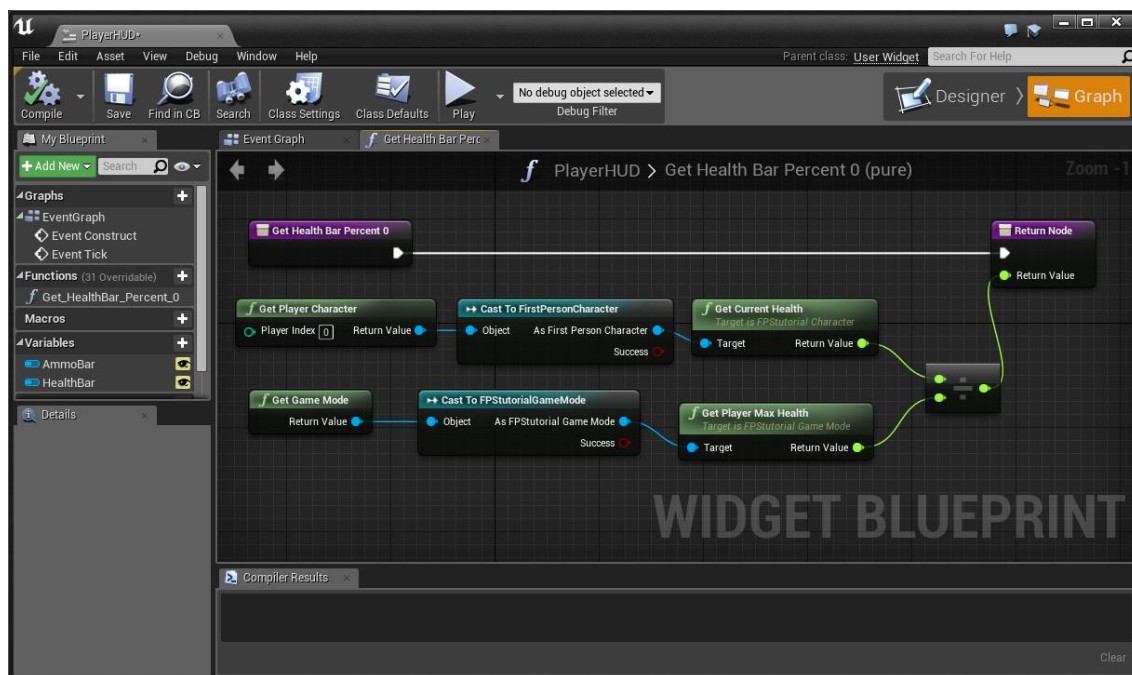 PlayerHUD*
File Edit Asset View Debug Window Help
Parent class: User Widget
Search For Help
Compile
Save
Find in CB
Search
Class Settings
Class Defaults
Play
No debug object selected
Debug Filter
Designer
Graph
My Blueprint
Event Graph
Get Health Bar Perc
Add New
Search
PlayerHUD > Get Health Bar Percent 0 (pure)
Zoom -1
Graphs
EventGraph
Event Construct
Event Tick
Functions (31 Overridable)
Get_HealthBar_Percent_0
Macros
Variables
AmmoBar
HealthBar
Details
Get Health Bar Percent 0
Return Node
Return Value
Get Player Character
Player Index 0 Return Value
Cast To FirstPersonCharacter
Object As First Person Character
Success
Get Current Health
Target is FPStutorial Character
Target Return Value
Get Game Mode
Return Value
Cast To FPStutorialGameMode
Object As FPStutorial Game Mode
Success
Get Player Max Health
Target is FPStutorial Game Mode
Target Return Value
WIDGET BLUEPRINT
Compiler Results
Clear